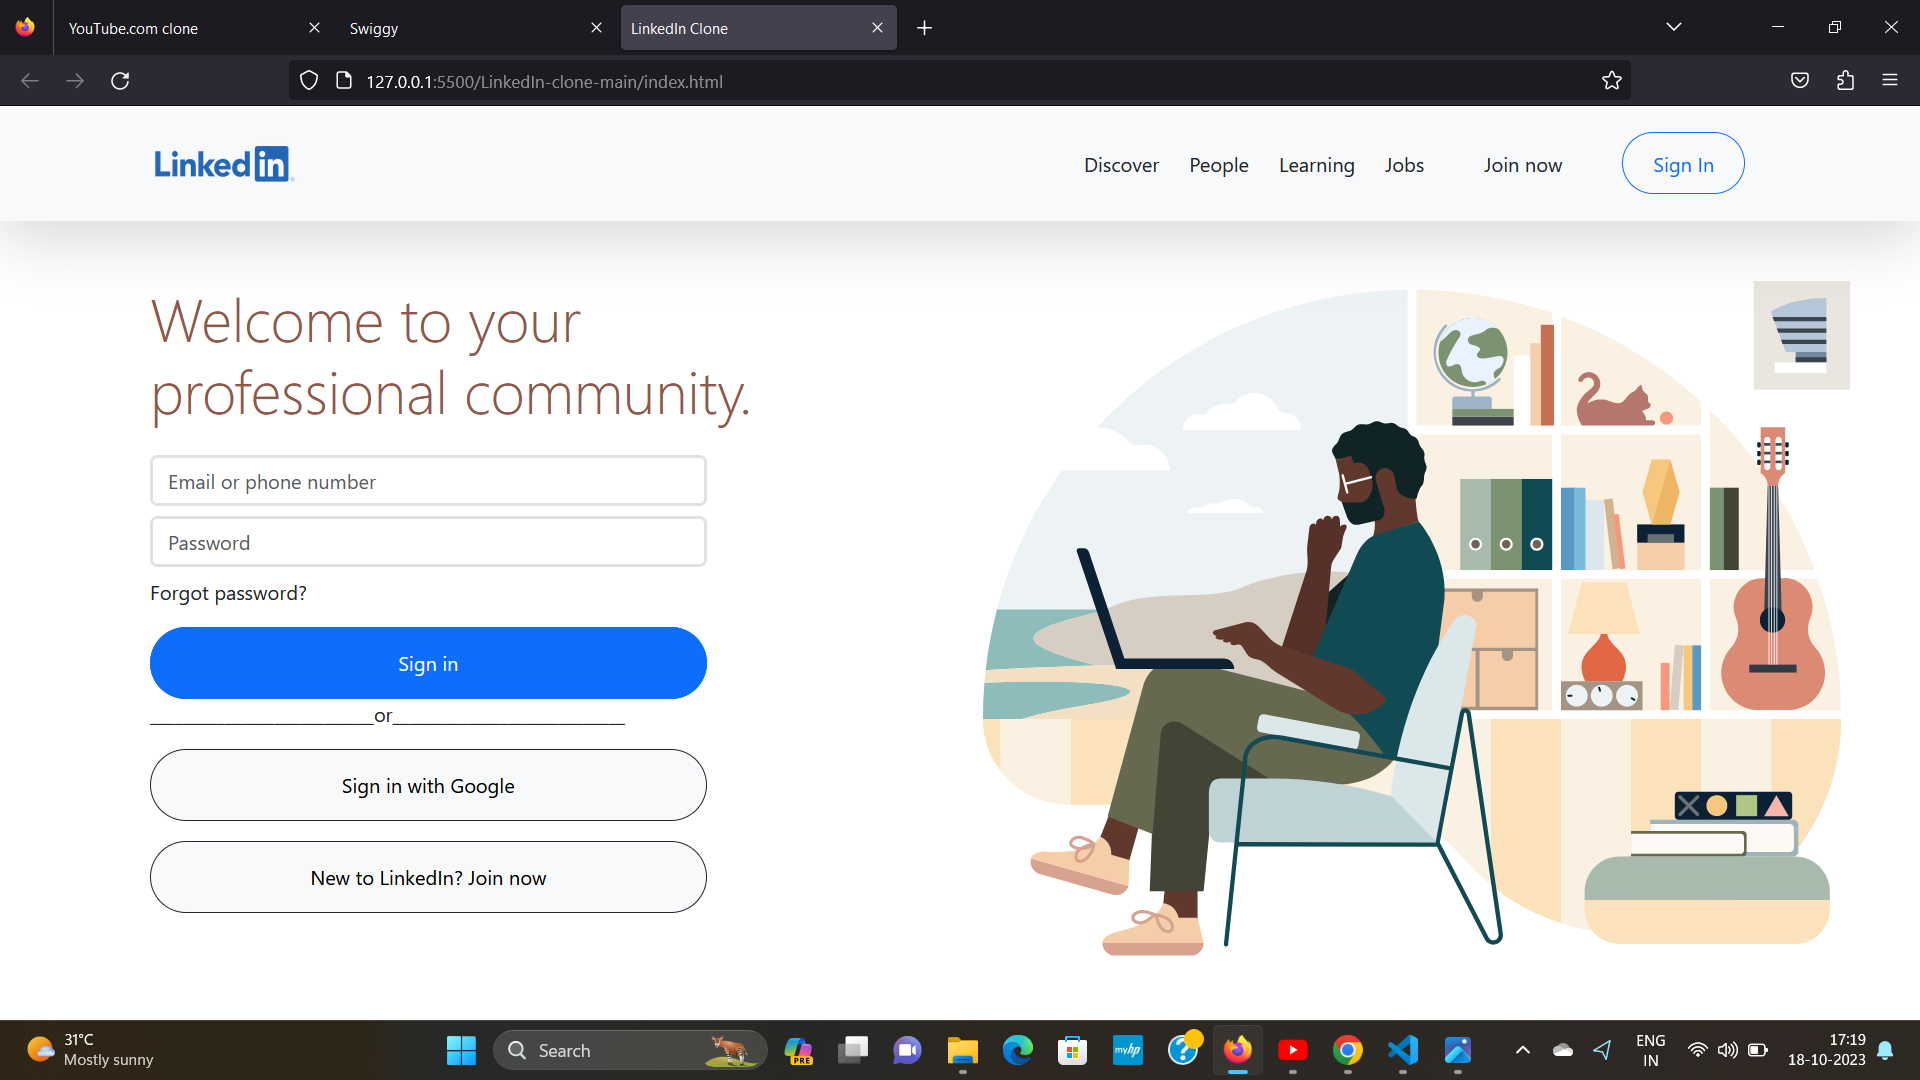 YouTube.com clone
Swiggy
LinkedIn Clone
127.0.0.1:5500/LinkedIn-clone-main/index.html
Linked in
Discover
People
Learning
Jobs
Join now
Sign In
Welcome to your
professional community.
Email or phone number
Password
Forgot password?
Sign in
or
Sign in with Google
New to LinkedIn? Join now
31°C
Mostly sunny
Search
PRE
myhp
ENG
IN
17:19
18-10-2023